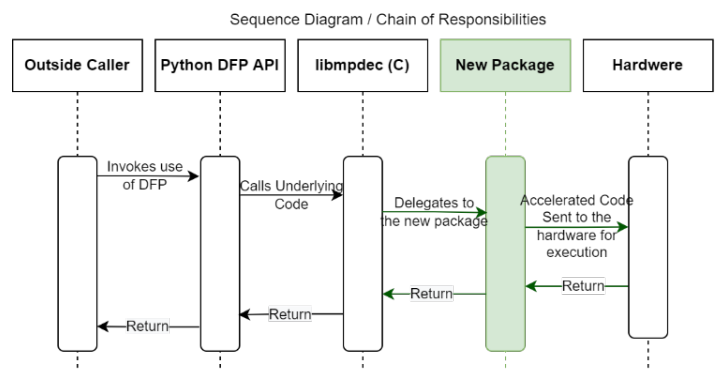 Sequence Diagram / Chain of Responsibilities
Outside Caller
Python DFP API
libmpdec (C)
New Package
Hardwere
Invokes use
of DFP
Calls Underlying
Code
Delegates to
the new package
Accelerated Code
Sent to the
hardware for
execution
Return
Return
Return
Return